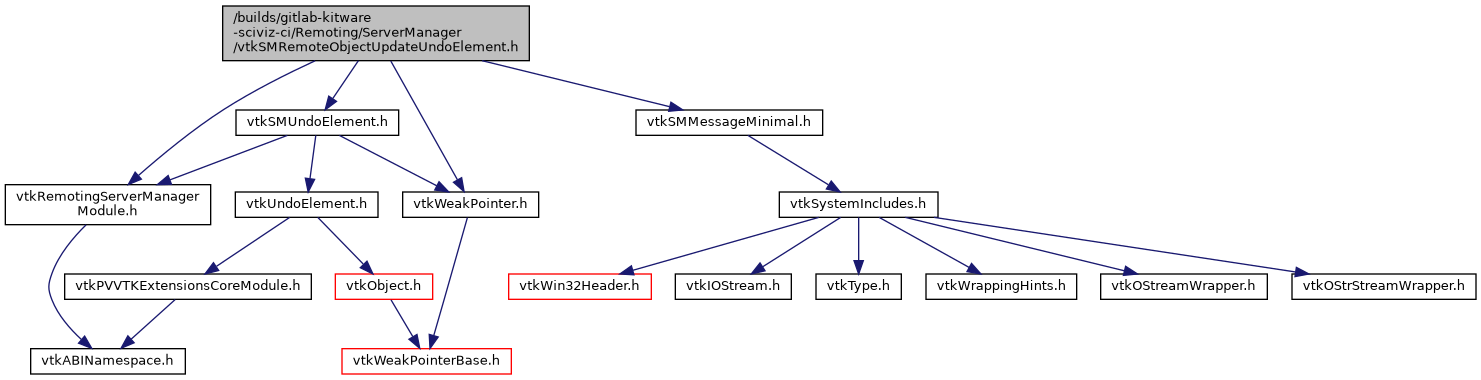 /builds/gitlab-kitware
-sciviz-ci/Remoting/ServerManager
/vtkSMRemoteObjectUpdateUndoElement.h
vtkSMUndoElement.h
vtkSMMessageMinimal.h
vtkRemotingServerManager
Module.h
vtkUndoElement.h
vtkWeakPointer.h
vtkSystemIncludes.h
vtkPVVTKExtensionsCoreModule.h
vtkObject.h
vtkWin32Header.h
vtkIOStream.h
vtkType.h
vtkWrappingHints.h
vtkOStreamWrapper.h
vtkOStrStreamWrapper.h
vtkABINamespace.h
vtkWeakPointerBase.h